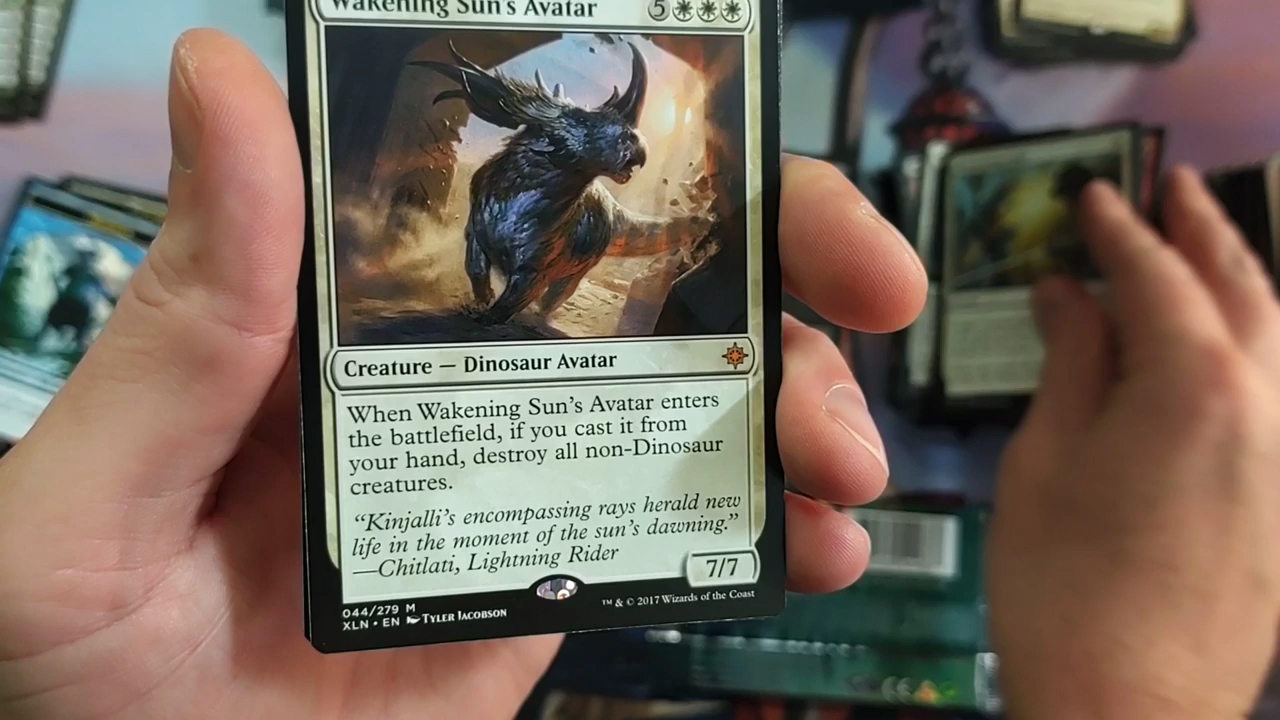 Wakening Sun's Avatar 5
Creature — Dinosaur Avatar
When Wakening Sun's Avatar enters
the battlefield, if you cast it from
your hand, destroy all non-Dinosaur
creatures.
“Kinjalli's encompassing rays herald new
life in the moment of the sun's dawning.”
—Chitlati, Lightning Rider
7/7
044/279 M
XLN • EN Tyler Jacobson
™ & © 2017 Wizards of the Coast
CE